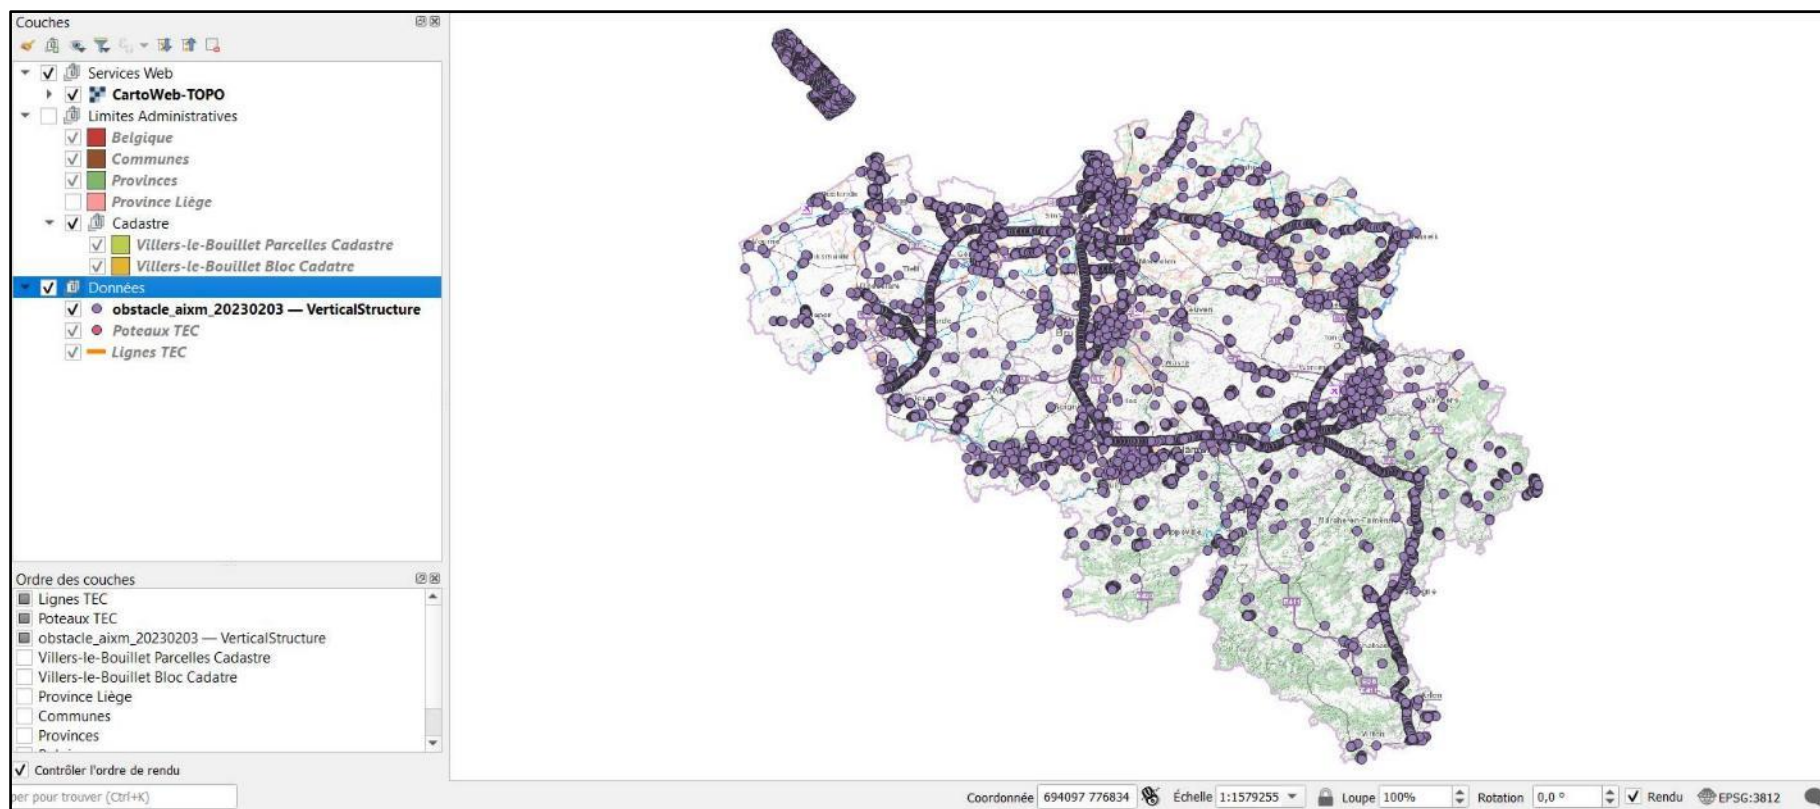 Couches
Services Web
CartoWeb-TOPO
Limites Administratives
Belgique
Communes
Provinces
Province Liège
Cadastre
Villers-le-Bouillet Parcelles Cadastre
Villers-le-Bouillet Bloc Cadatre
Données
obstacle_aixm_20230203 — VerticalStructure
Poteaux TEC
Lignes TEC
Ordre des couches
Lignes TEC
Poteaux TEC
obstacle_aixm_20230203 — VerticalStructure
Villers-le-Bouillet Parcelles Cadastre
Villers-le-Bouillet Bloc Cadatre
Province Liège
Communes
Provinces
Contrôler l'ordre de rendu
per pour trouver (Ctrl+K)
Coordonnée 694097 776834 Échelle 1:1579255 Loupe 100% Rotation 0,0 ° Rendu EPSG:3812